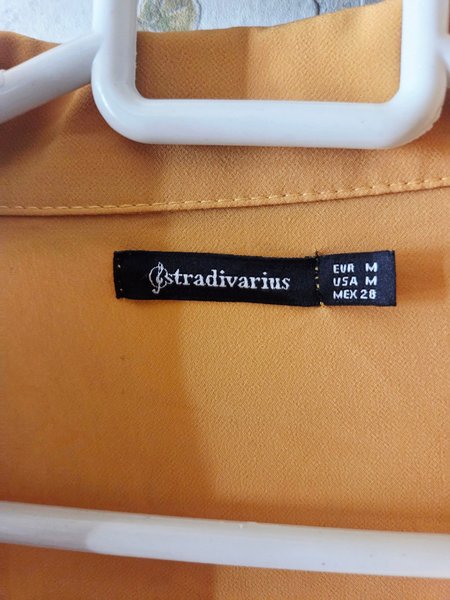 stradivarius
EUR M
USA M
MEX 28